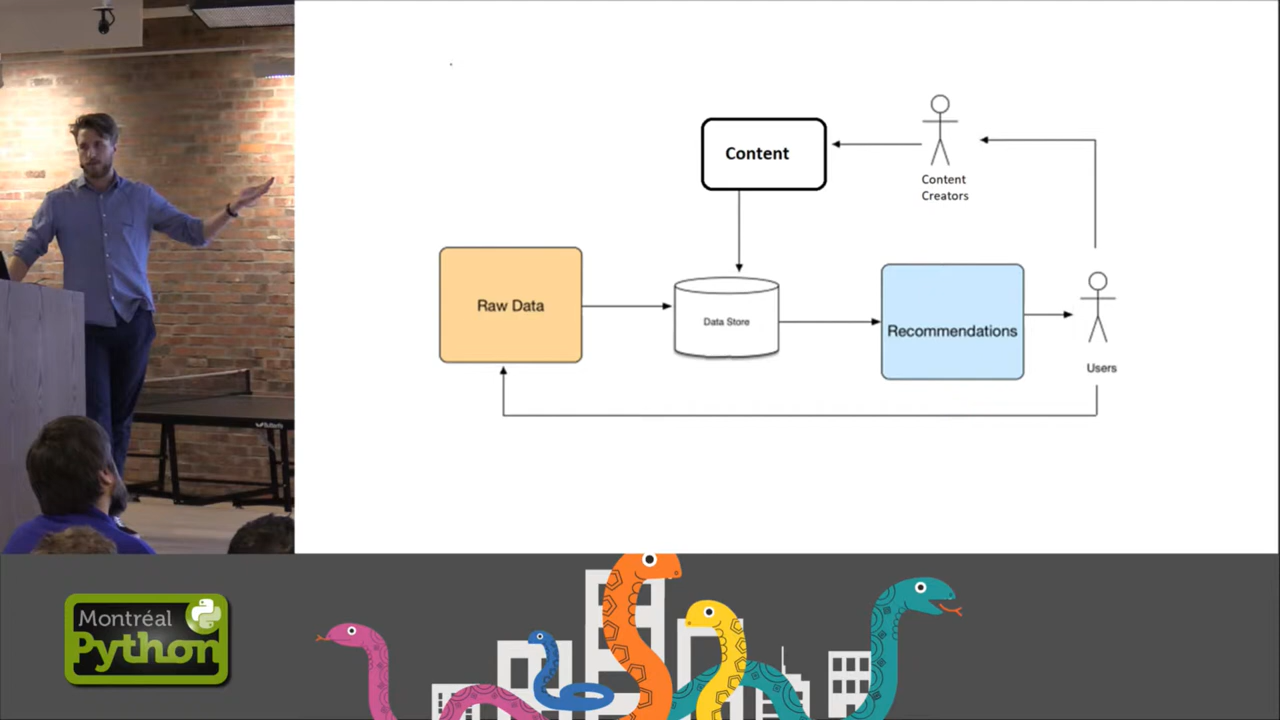 Content
Content
Creators
Raw Data
Data Store
Recommendations
Users
Montréal
Python